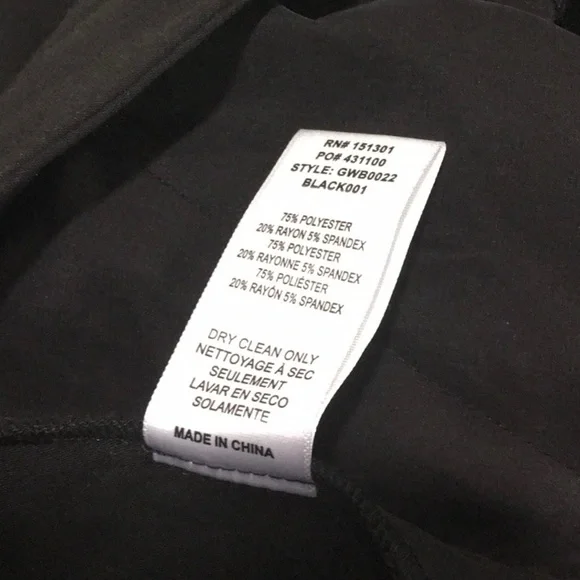 RN# 151301
PO# 431100
STYLE: GWB0022
BLACK001
75% POLYESTER
20% RAYON 5% SPANDEX
75% POLYESTER
20% RAYONNE 5% SPANDEX
75% POLIÉSTER
20% RAYÓN 5% SPANDEX
DRY CLEAN ONLY
NETTOYAGE À SEC
SEULEMENT
LAVAR EN SECO
SOLAMENTE
MADE IN CHINA